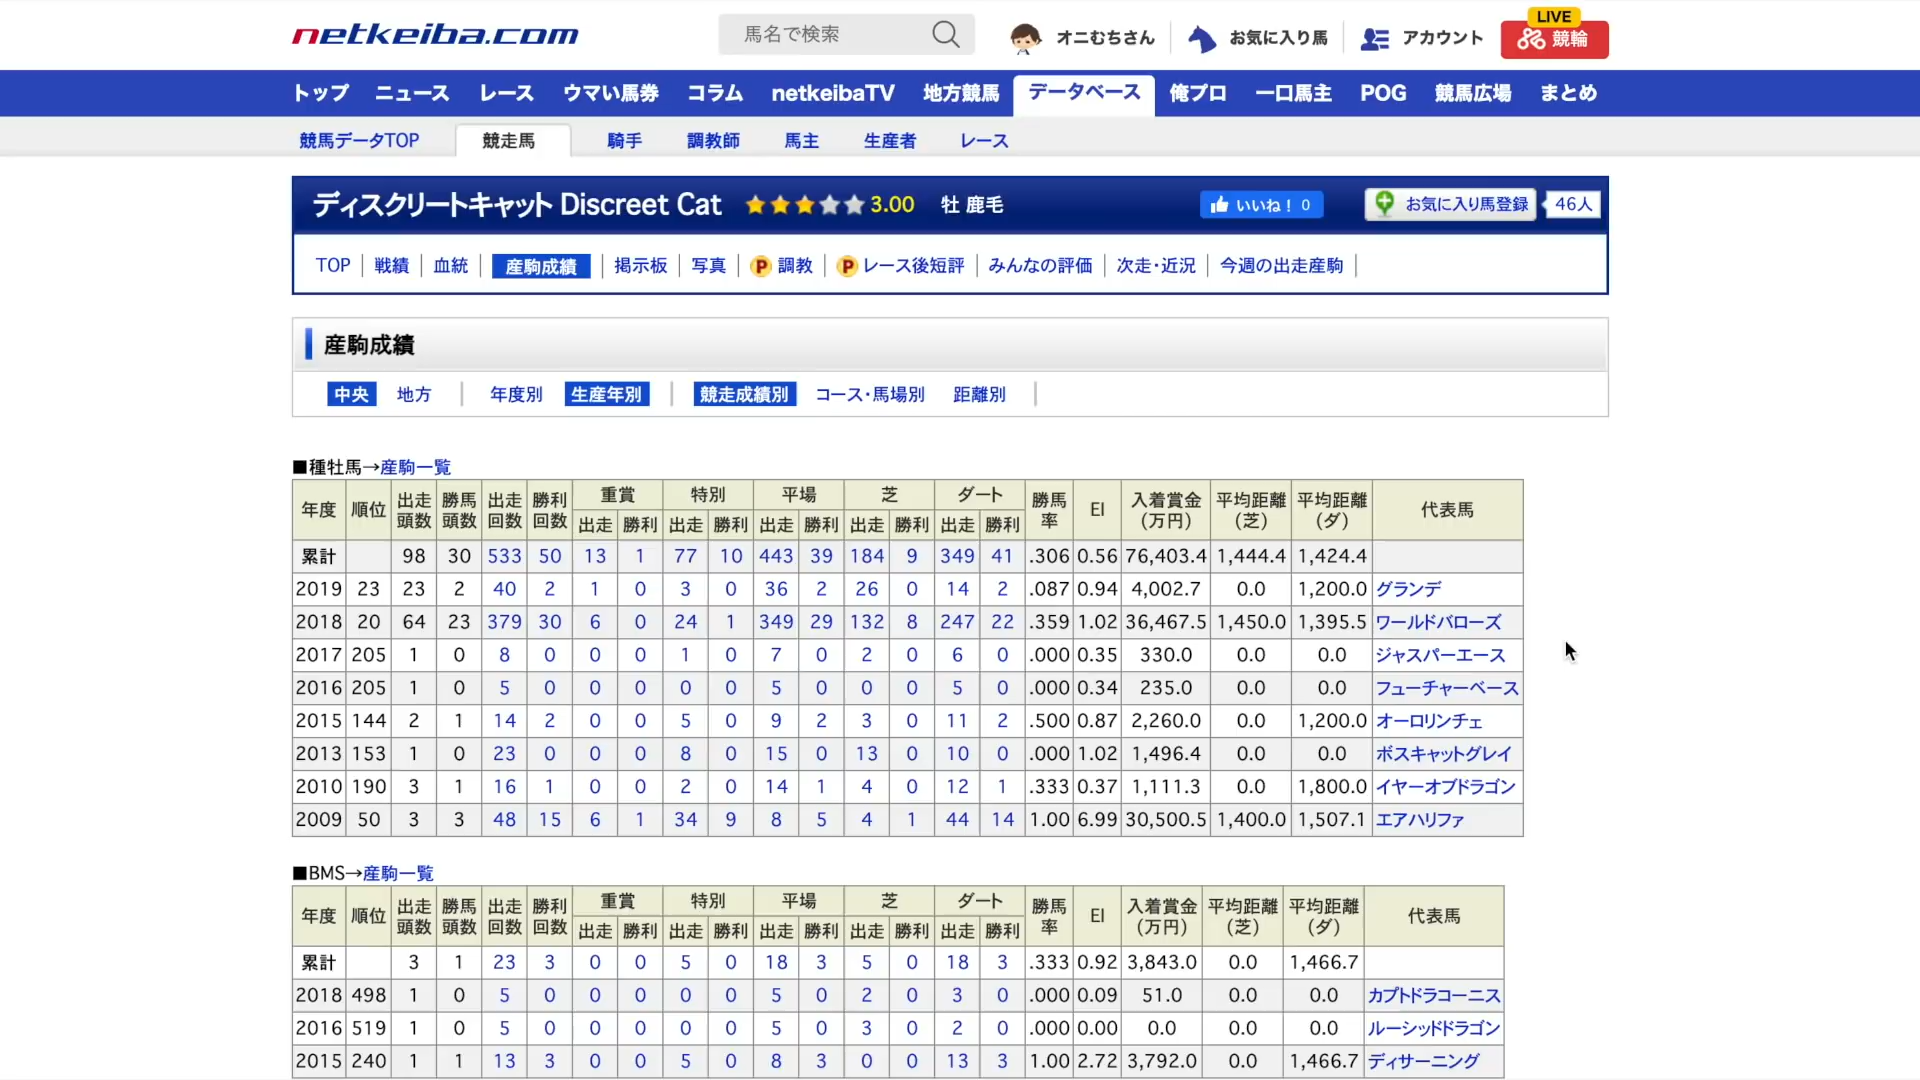 netkeiba.com 馬名で検索 オニむちさん お気に入り馬 アカウント LIVE 競輪
トップ ニュース レース ウマい馬券 コラム netkeibaTV 地方競馬 データベース 俺プロ 一口馬主 POG 競馬広場 まとめ
競馬データTOP 競走馬 騎手 調教師 馬主 生産者 レース
ディスクリートキャット Discreet Cat ★★★★★ 3.00 牡 鹿毛 いいね！ 0 お気に入り馬登録 46人
TOP 戦績 血統 産駒成績 掲示板 写真 P 調教 P レース後短評 みんなの評価 次走・近況 今週の出走産駒
産駒成績
中央 地方 年度別 生産年別 競走成績別 コース・馬場別 距離別
■種牡馬→産駒一覧
年度 順位 出走頭数 勝馬頭数 出走回数 勝利回数 重賞 特別 平場 芝 ダート 勝馬率 EI 入着賞金(万円) 平均距離(芝) 平均距離(ダ) 代表馬
出走 勝利 出走 勝利 出走 勝利 出走 勝利 出走 勝利
累計 98 30 533 50 13 1 77 10 443 39 184 9 349 41 .306 0.56 76,403.4 1,444.4 1,424.4
2019 23 23 2 40 2 1 0 3 0 36 2 26 0 14 2 .087 0.94 4,002.7 0.0 1,200.0 グランデ
2018 20 64 23 379 30 6 0 24 1 349 29 132 8 247 22 .359 1.02 36,467.5 1,450.0 1,395.5 ワールドバローズ
2017 205 1 0 8 0 0 0 1 0 7 0 2 0 6 0 .000 0.35 330.0 0.0 0.0 ジャスパーエース
2016 205 1 0 5 0 0 0 0 0 5 0 0 0 5 0 .000 0.34 235.0 0.0 0.0 フューチャーベース
2015 144 2 1 14 2 0 0 5 0 9 2 3 0 11 2 .500 0.87 2,260.0 0.0 1,200.0 オーロリンチェ
2013 153 1 0 23 0 0 0 8 0 15 0 13 0 10 0 .000 1.02 1,496.4 0.0 0.0 ボスキャットグレイ
2010 190 3 1 16 1 0 0 2 0 14 1 4 0 12 1 .333 0.37 1,111.3 0.0 1,800.0 イヤーオブドラゴン
2009 50 3 3 48 15 6 1 34 9 8 5 4 1 44 14 1.00 6.99 30,500.5 1,400.0 1,507.1 エアハリファ
■BMS→産駒一覧
年度 順位 出走頭数 勝馬頭数 出走回数 勝利回数 重賞 特別 平場 芝 ダート 勝馬率 EI 入着賞金(万円) 平均距離(芝) 平均距離(ダ) 代表馬
出走 勝利 出走 勝利 出走 勝利 出走 勝利 出走 勝利
累計 3 1 23 3 0 0 5 0 18 3 5 0 18 3 .333 0.92 3,843.0 0.0 1,466.7
2018 498 1 0 5 0 0 0 0 0 5 0 2 0 3 0 .000 0.09 51.0 0.0 0.0 カプトドラコーニス
2016 519 1 0 5 0 0 0 0 0 5 0 3 0 2 0 .000 0.00 0.0 0.0 0.0 ルーシッドドラゴン
2015 240 1 1 13 3 0 0 5 0 8 3 0 0 13 3 1.00 2.72 3,792.0 0.0 1,466.7 ディサーニング